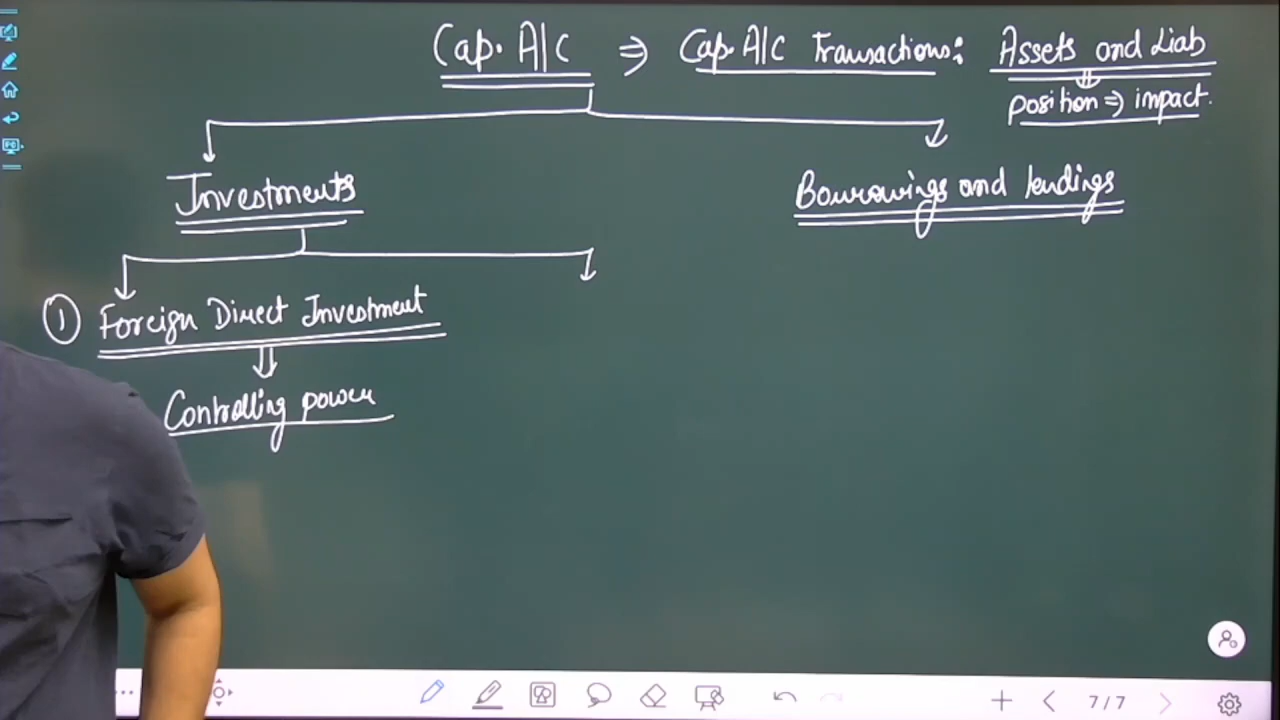 Cap. A/C ⇒ Cap. A/C Transactions: Assets and Liab
position ⇒ impact.
Investments
Borrowings and lendings
① Foreign Direct Investment
Controlling power
7/7